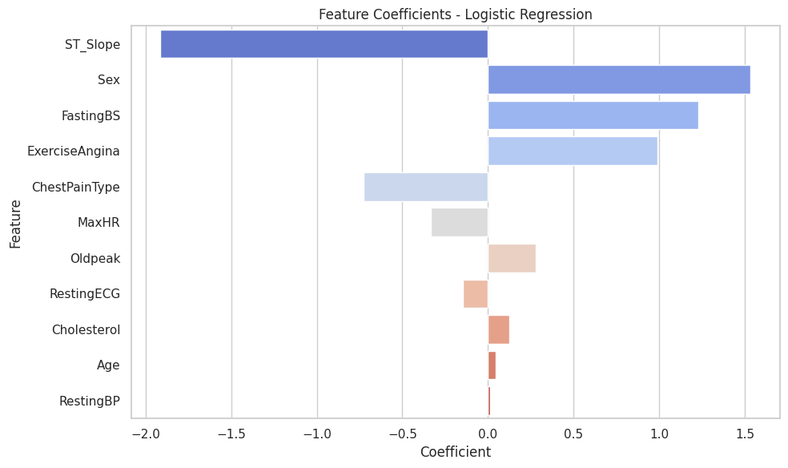 Feature Coefficients - Logistic Regression
ST_Slope
Sex
FastingBS
ExerciseAngina
ChestPainType
MaxHR
Oldpeak
RestingECG
Cholesterol
Age
RestingBP
Feature
−2.0 −1.5 −1.0 −0.5 0.0 0.5 1.0 1.5
Coefficient